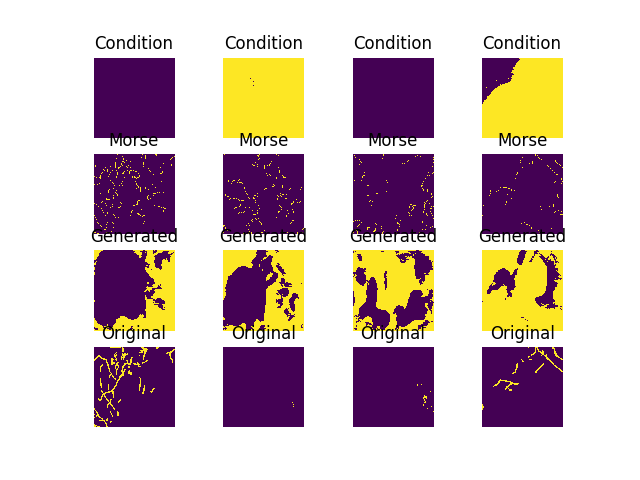 Condition Condition Condition Condition
Morse Morse Morse Morse
Generated Generated Generated Generated
Original Original Original Original